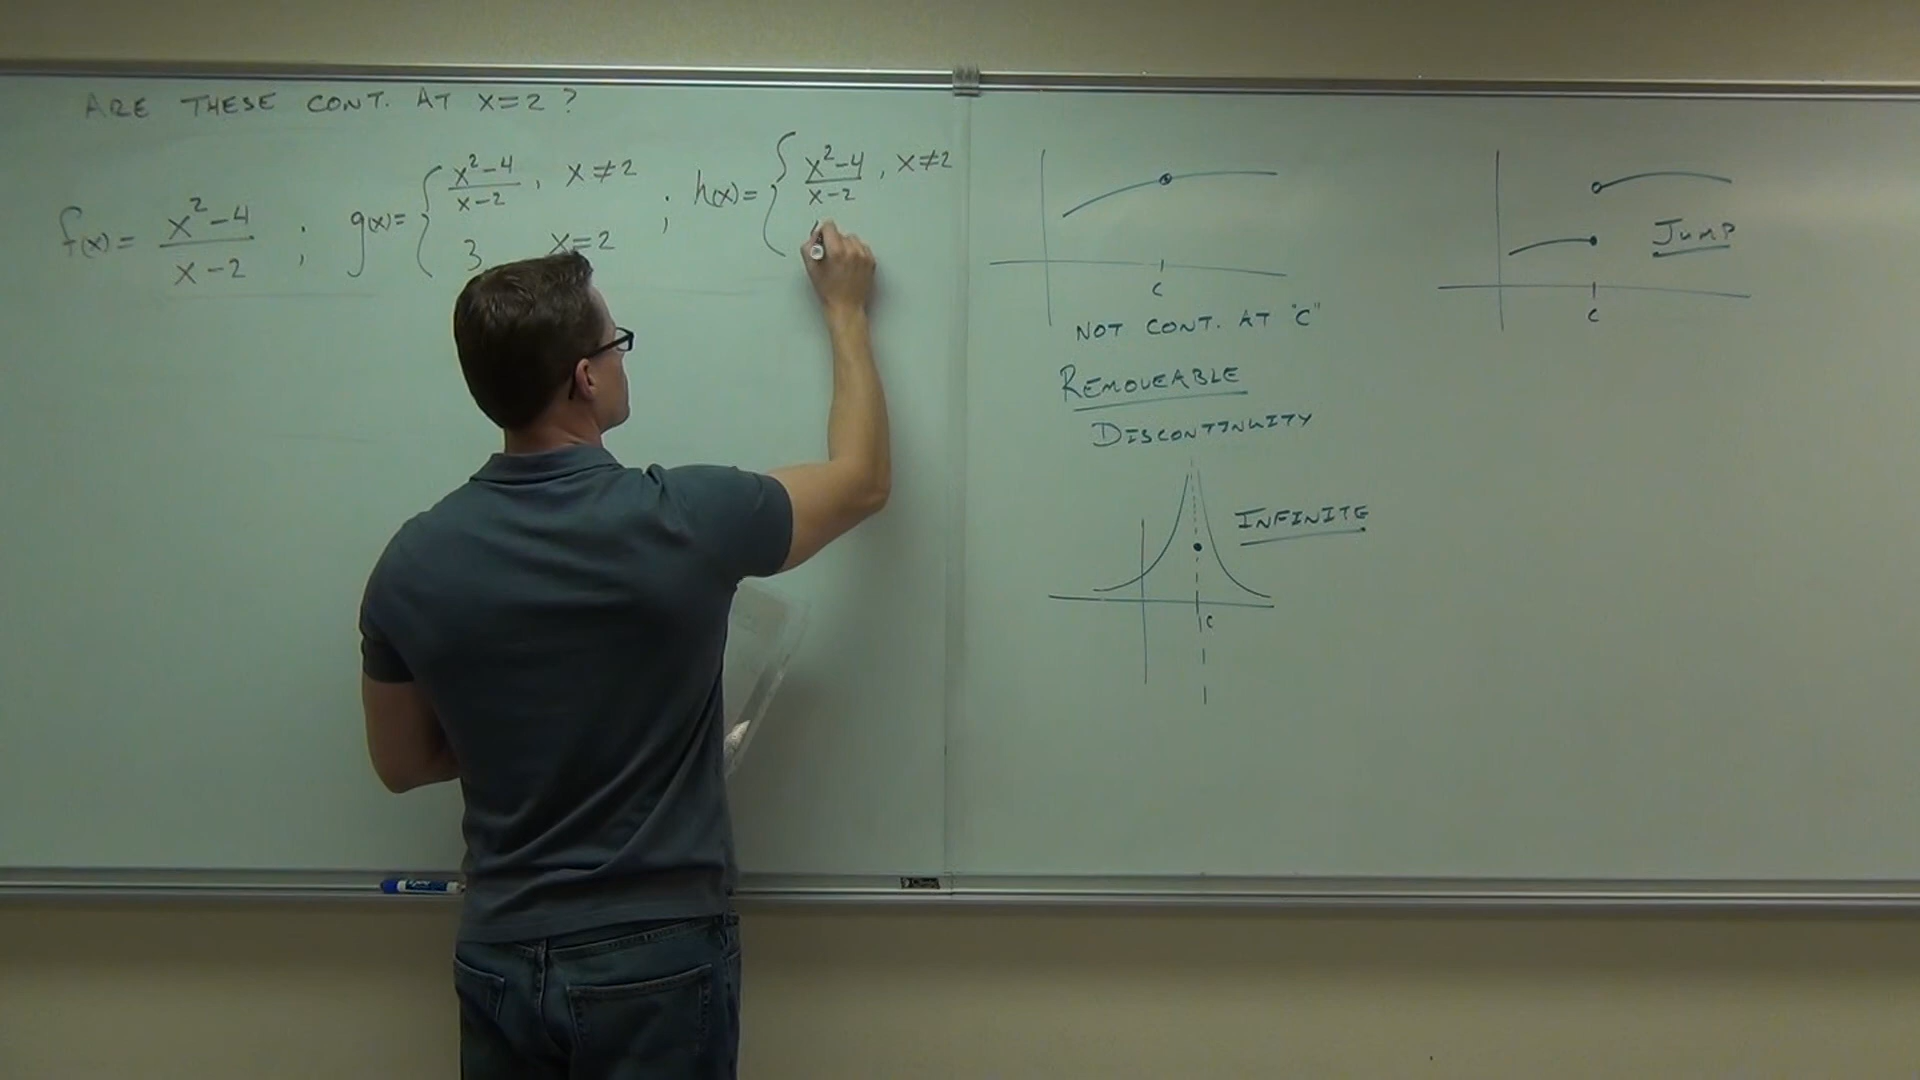 ARE THESE CONT. AT X=2?
f(x) = x²-4 / x-2 ; g(x) = { x²-4 / x-2 , x≠2 ; h(x) = { x²-4 / x-2 , x≠2
3 x=2
C
NOT CONT. AT "C"
REMOVEABLE
DISCONTINUITY
INFINITE
C
JUMP
C